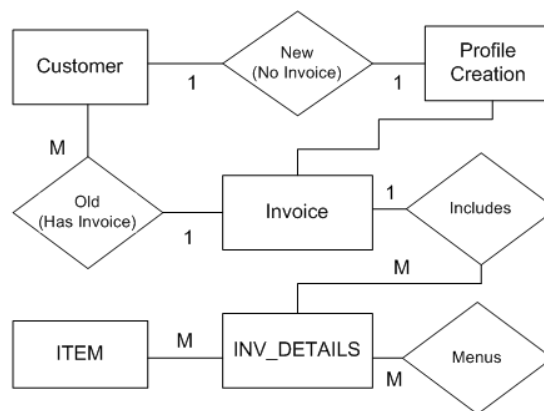 Customer
1
New
(No Invoice)
1
Profile
Creation
M
Old
(Has Invoice)
1
Invoice
1
Includes
M
ITEM
M
INV_DETAILS
M
Menus